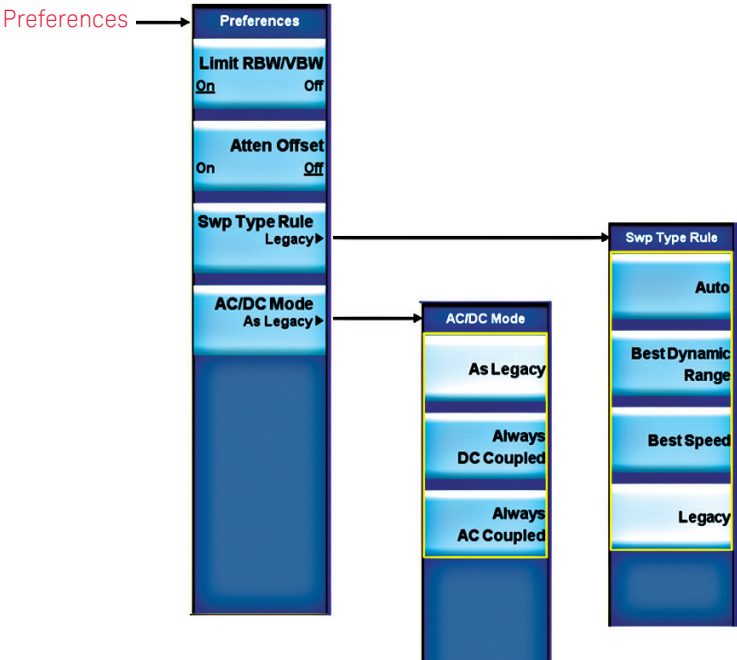 Preferences
Preferences
Limit RBW/VBW
On Off
Atten Offset
On Off
Swp Type Rule
Legacy
AC/DC Mode
As Legacy
AC/DC Mode
As Legacy
Always
DC Coupled
Always
AC Coupled
Swp Type Rule
Auto
Best Dynamic
Range
Best Speed
Legacy